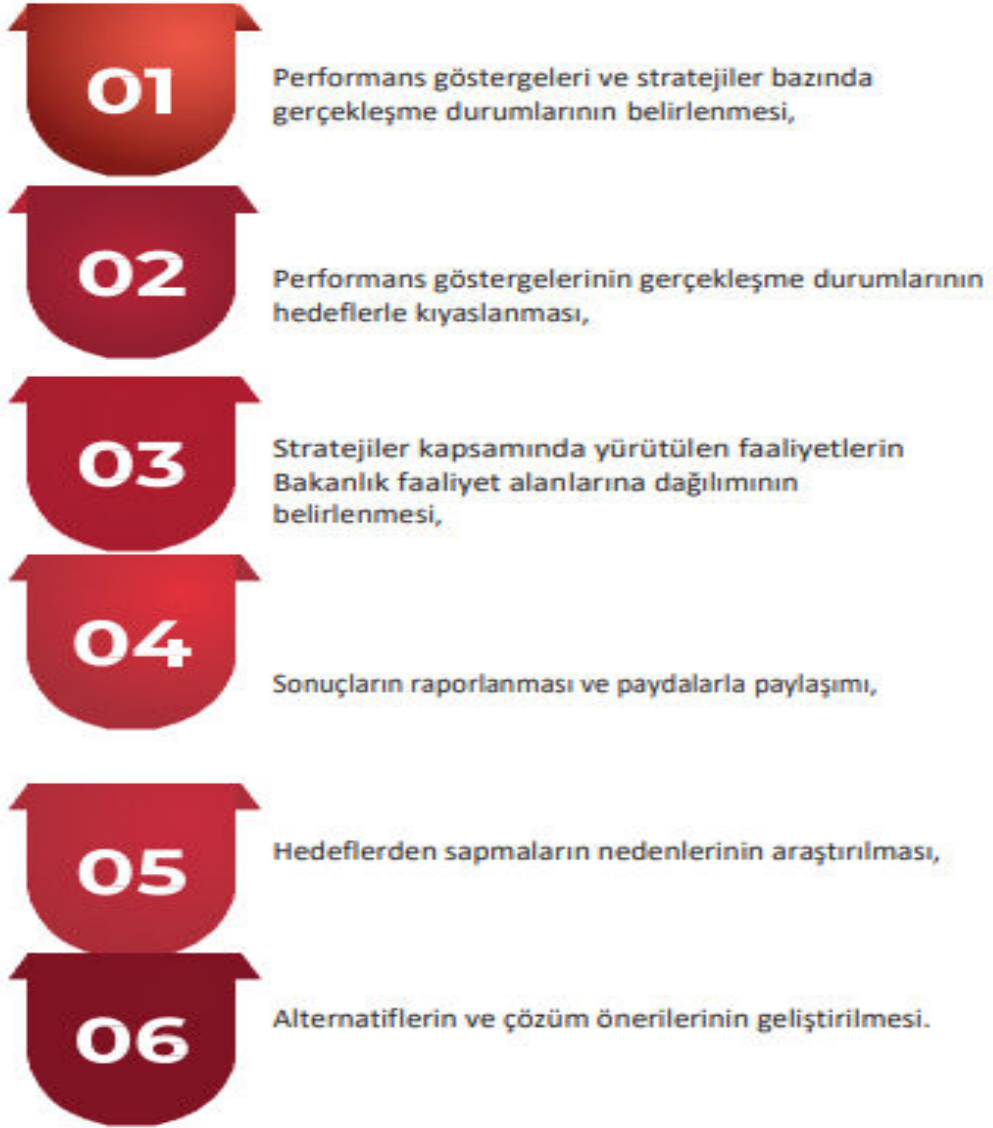 01
Performans göstergeleri ve stratejiler bazında
gerçekleşme durumlarının belirlenmesi,
02
Performans göstergelerinin gerçekleşme durumlarının
hedeflerle kıyaslanması,
03
Stratejiler kapsamında yürütülen faaliyetlerin
Bakanlık faaliyet alanlarına dağılımının
belirlenmesi,
04
Sonuçların raporlanması ve paydalarla paylaşımı,
05
Hedeflerden sapmaların nedenlerinin araştırılması,
06
Alternatiflerin ve çözüm önerilerinin geliştirilmesi.